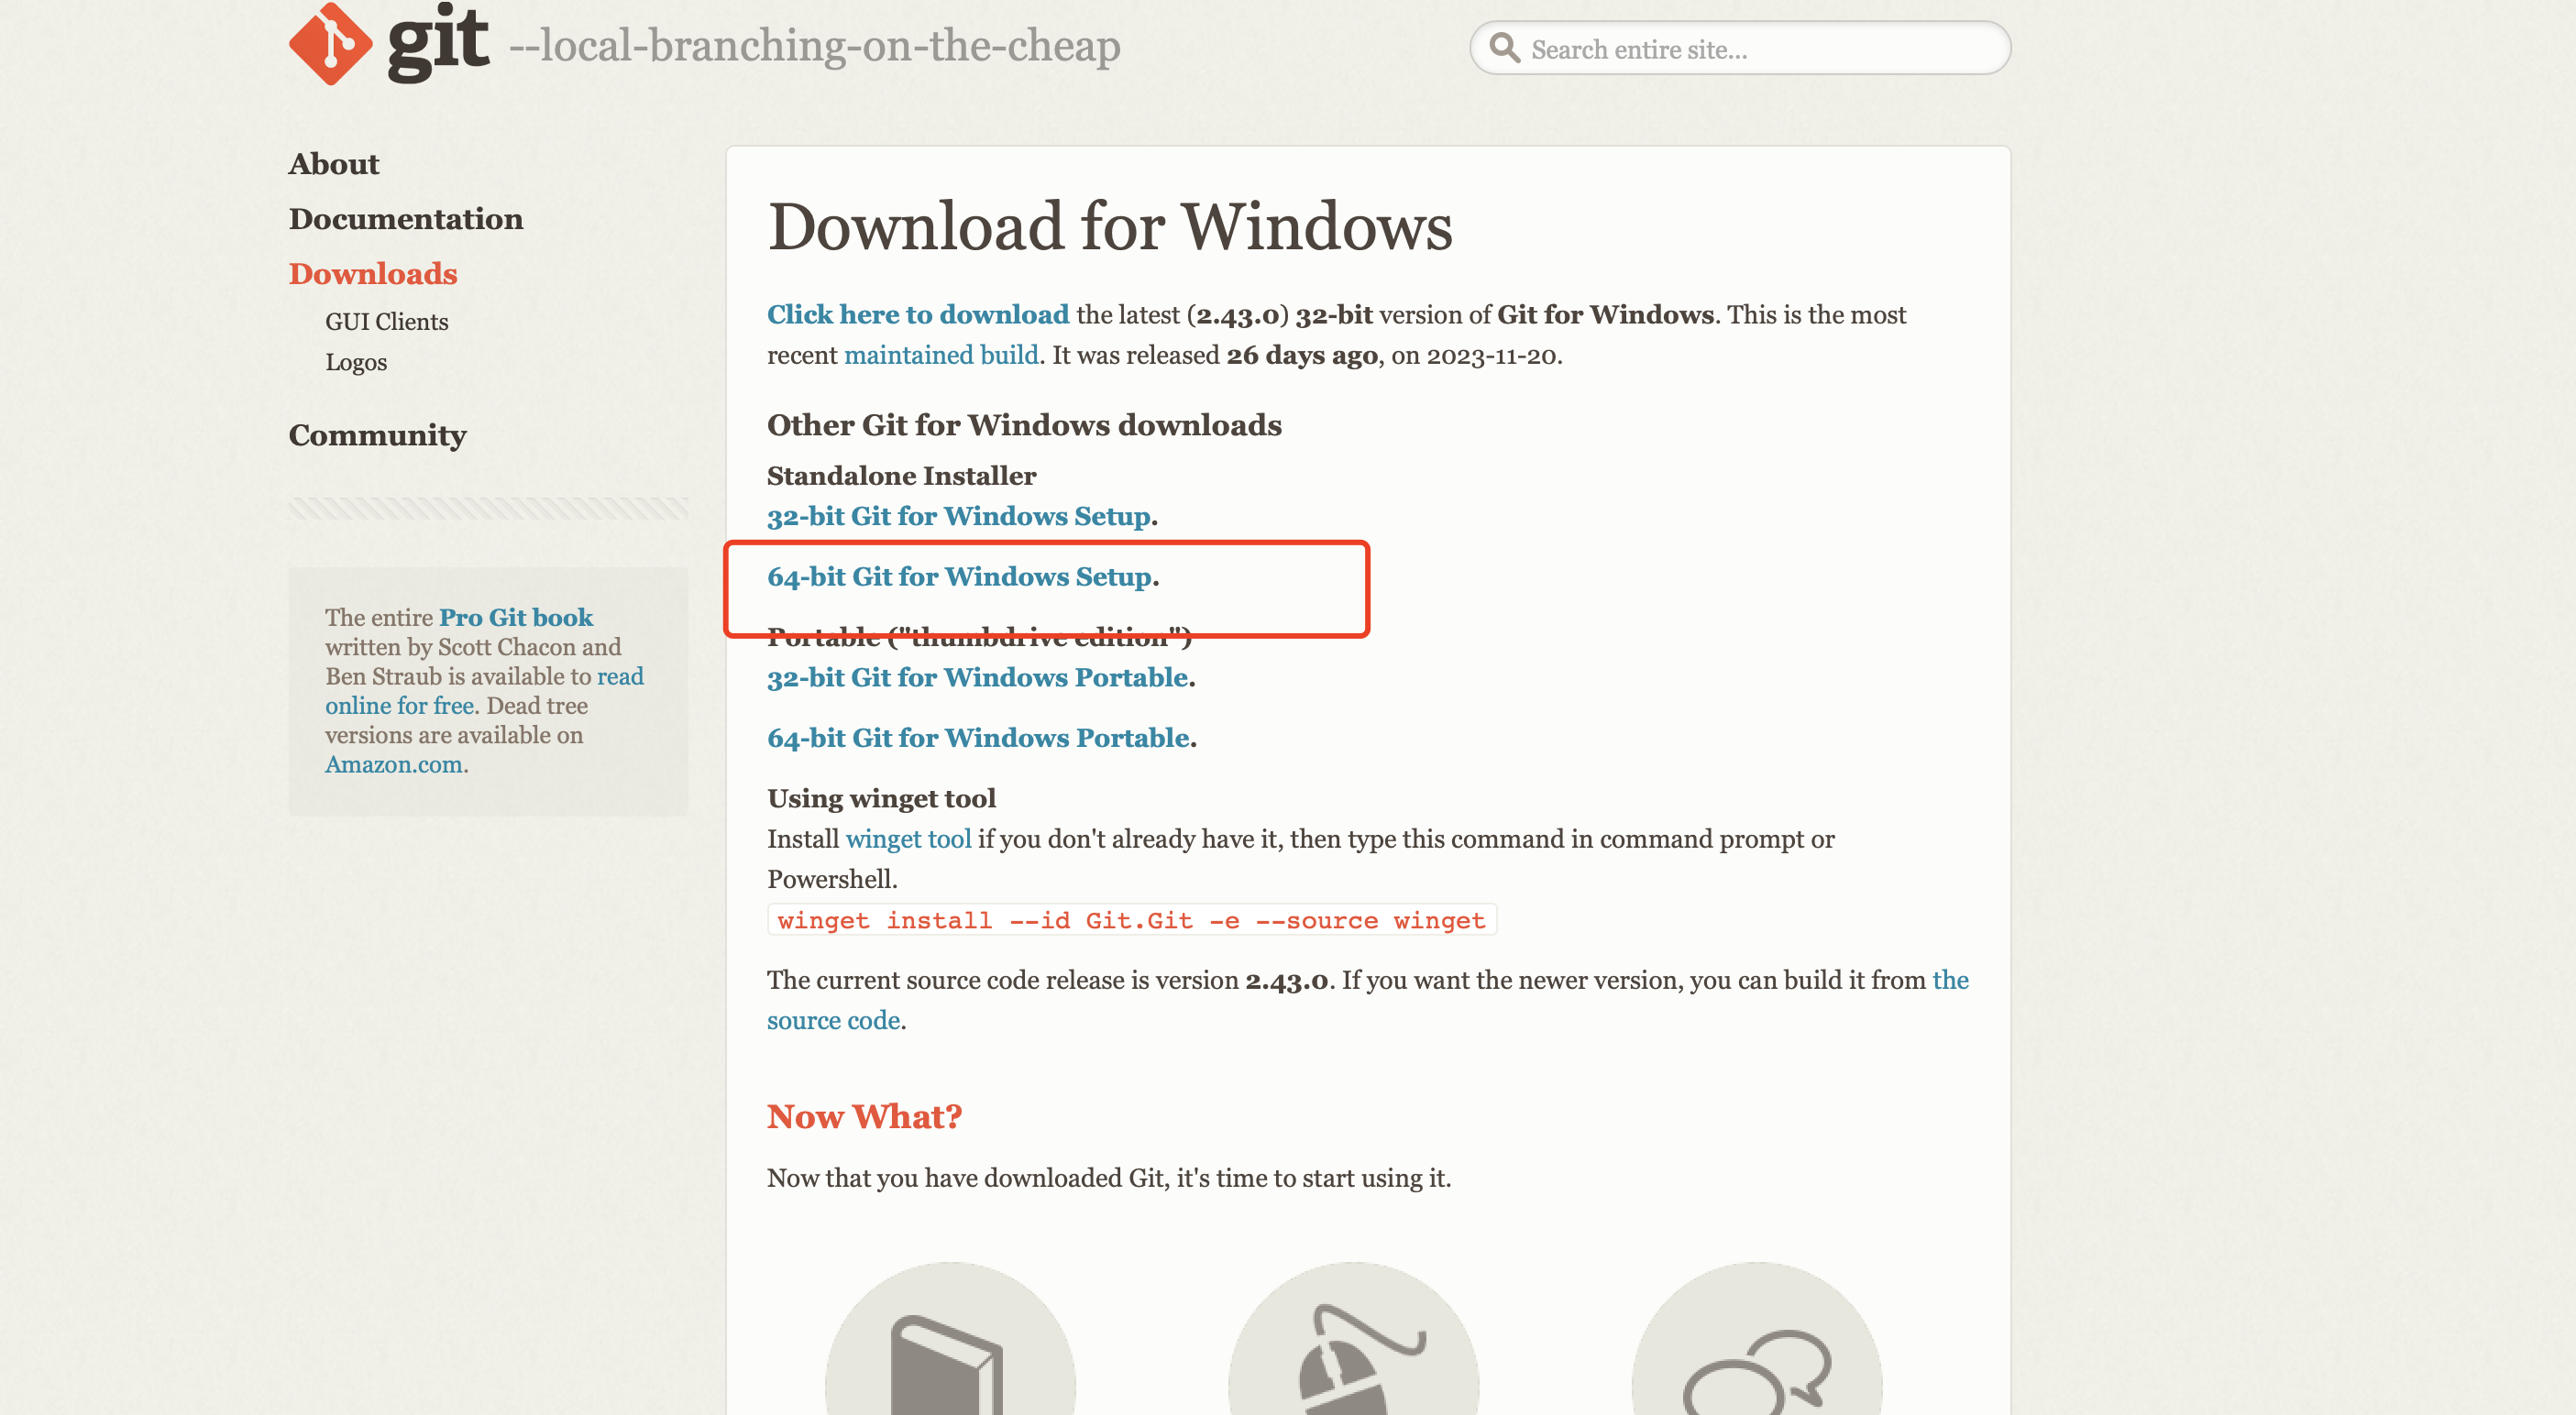 git --local-branching-on-the-cheap
Search entire site...
About
Documentation
Downloads
GUI Clients
Logos
Community
The entire Pro Git book
written by Scott Chacon and
Ben Straub is available to read
online for free. Dead tree
versions are available on
Amazon.com.
Download for Windows
Click here to download the latest (2.43.0) 32-bit version of Git for Windows. This is the most
recent maintained build. It was released 26 days ago, on 2023-11-20.
Other Git for Windows downloads
Standalone Installer
32-bit Git for Windows Setup.
64-bit Git for Windows Setup.
Portable ("thumbdrive edition")
32-bit Git for Windows Portable.
64-bit Git for Windows Portable.
Using winget tool
Install winget tool if you don't already have it, then type this command in command prompt or
Powershell.
winget install --id Git.Git -e --source winget
The current source code release is version 2.43.0. If you want the newer version, you can build it from the
source code.
Now What?
Now that you have downloaded Git, it's time to start using it.